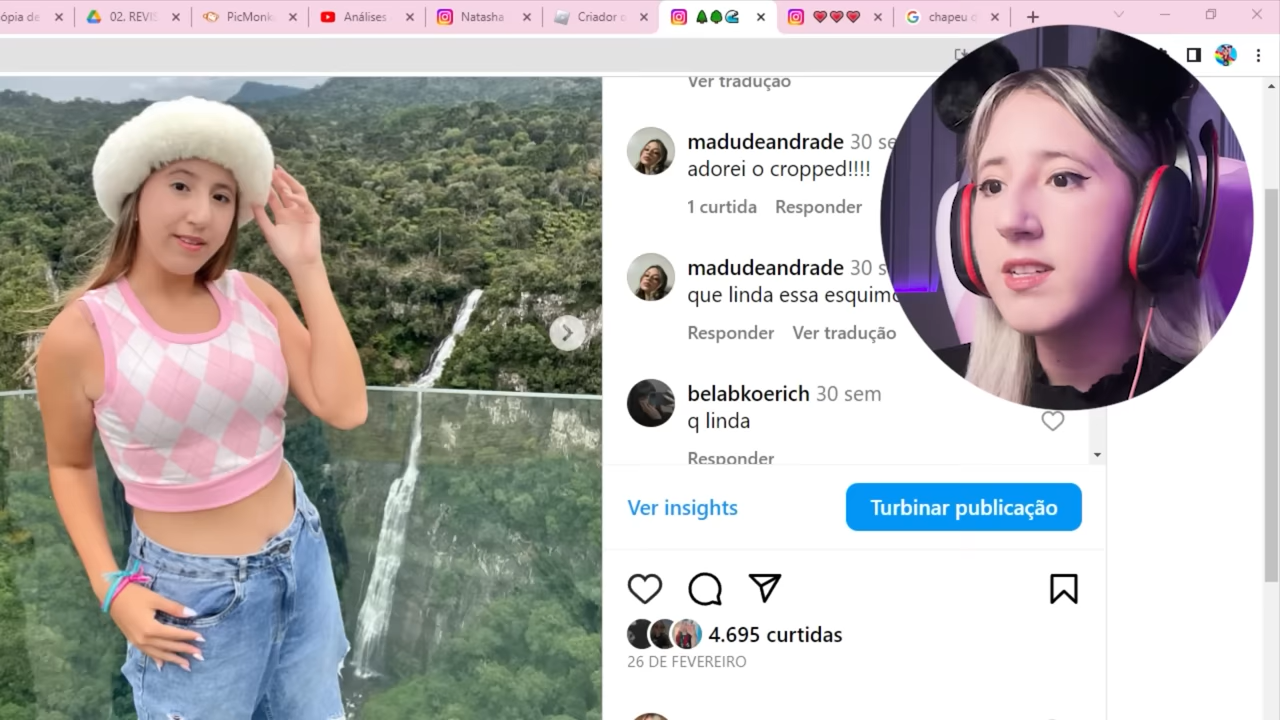 ópia de
02. REVIS
PicMonk
Análises
Natasha
Criador
chapeu
Ver tradução
madudeandrade 30 se
adorei o cropped!!!!
1 curtida Responder
madudeandrade 30 s
que linda essa esquimo
Responder Ver tradução
belabkoerich 30 sem
q linda
Responder
Ver insights
Turbinar publicação
4.695 curtidas
26 DE FEVEREIRO